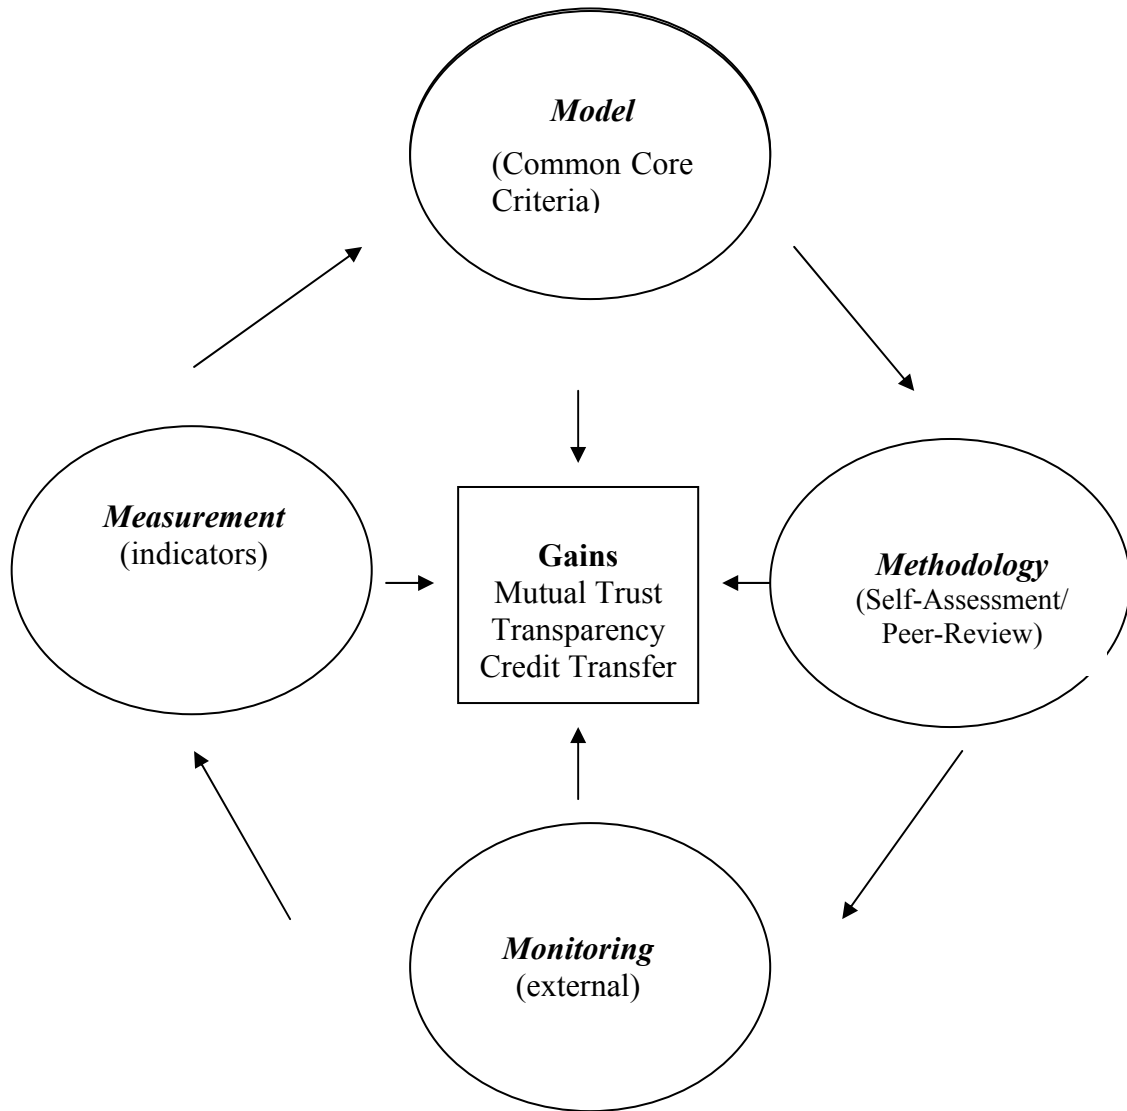 Model
(Common Core
Criteria)
Measurement
(indicators)
Gains
Mutual Trust
Transparency
Credit Transfer
Methodology
(Self-Assessment/
Peer-Review)
Monitoring
(external)